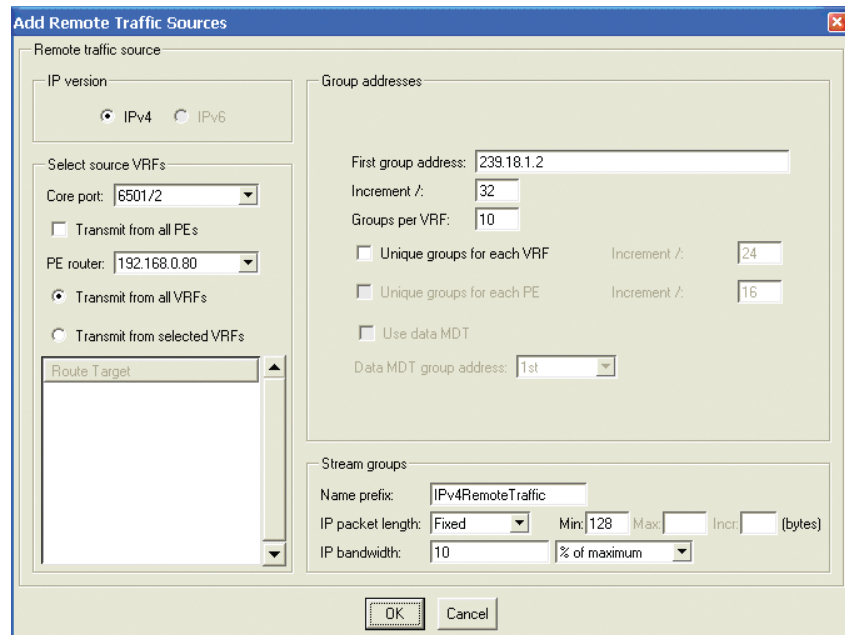 Add Remote Traffic Sources
Remote traffic source
IP version
IPv4 IPv6
Select source VRFs
Core port: 6501/2
Transmit from all PEs
PE router: 192.168.0.80
Transmit from all VRFs
Transmit from selected VRFs
Route Target
Group addresses
First group address: 239.18.1.2
Increment /: 32
Groups per VRF: 10
Unique groups for each VRF Increment /: 24
Unique groups for each PE Increment /: 16
Use data MDT
Data MDT group address: 1st
Stream groups
Name prefix: IPv4RemoteTraffic
IP packet length: Fixed Min: 128 Max: Incr: (bytes)
IP bandwidth: 10 % of maximum
OK Cancel